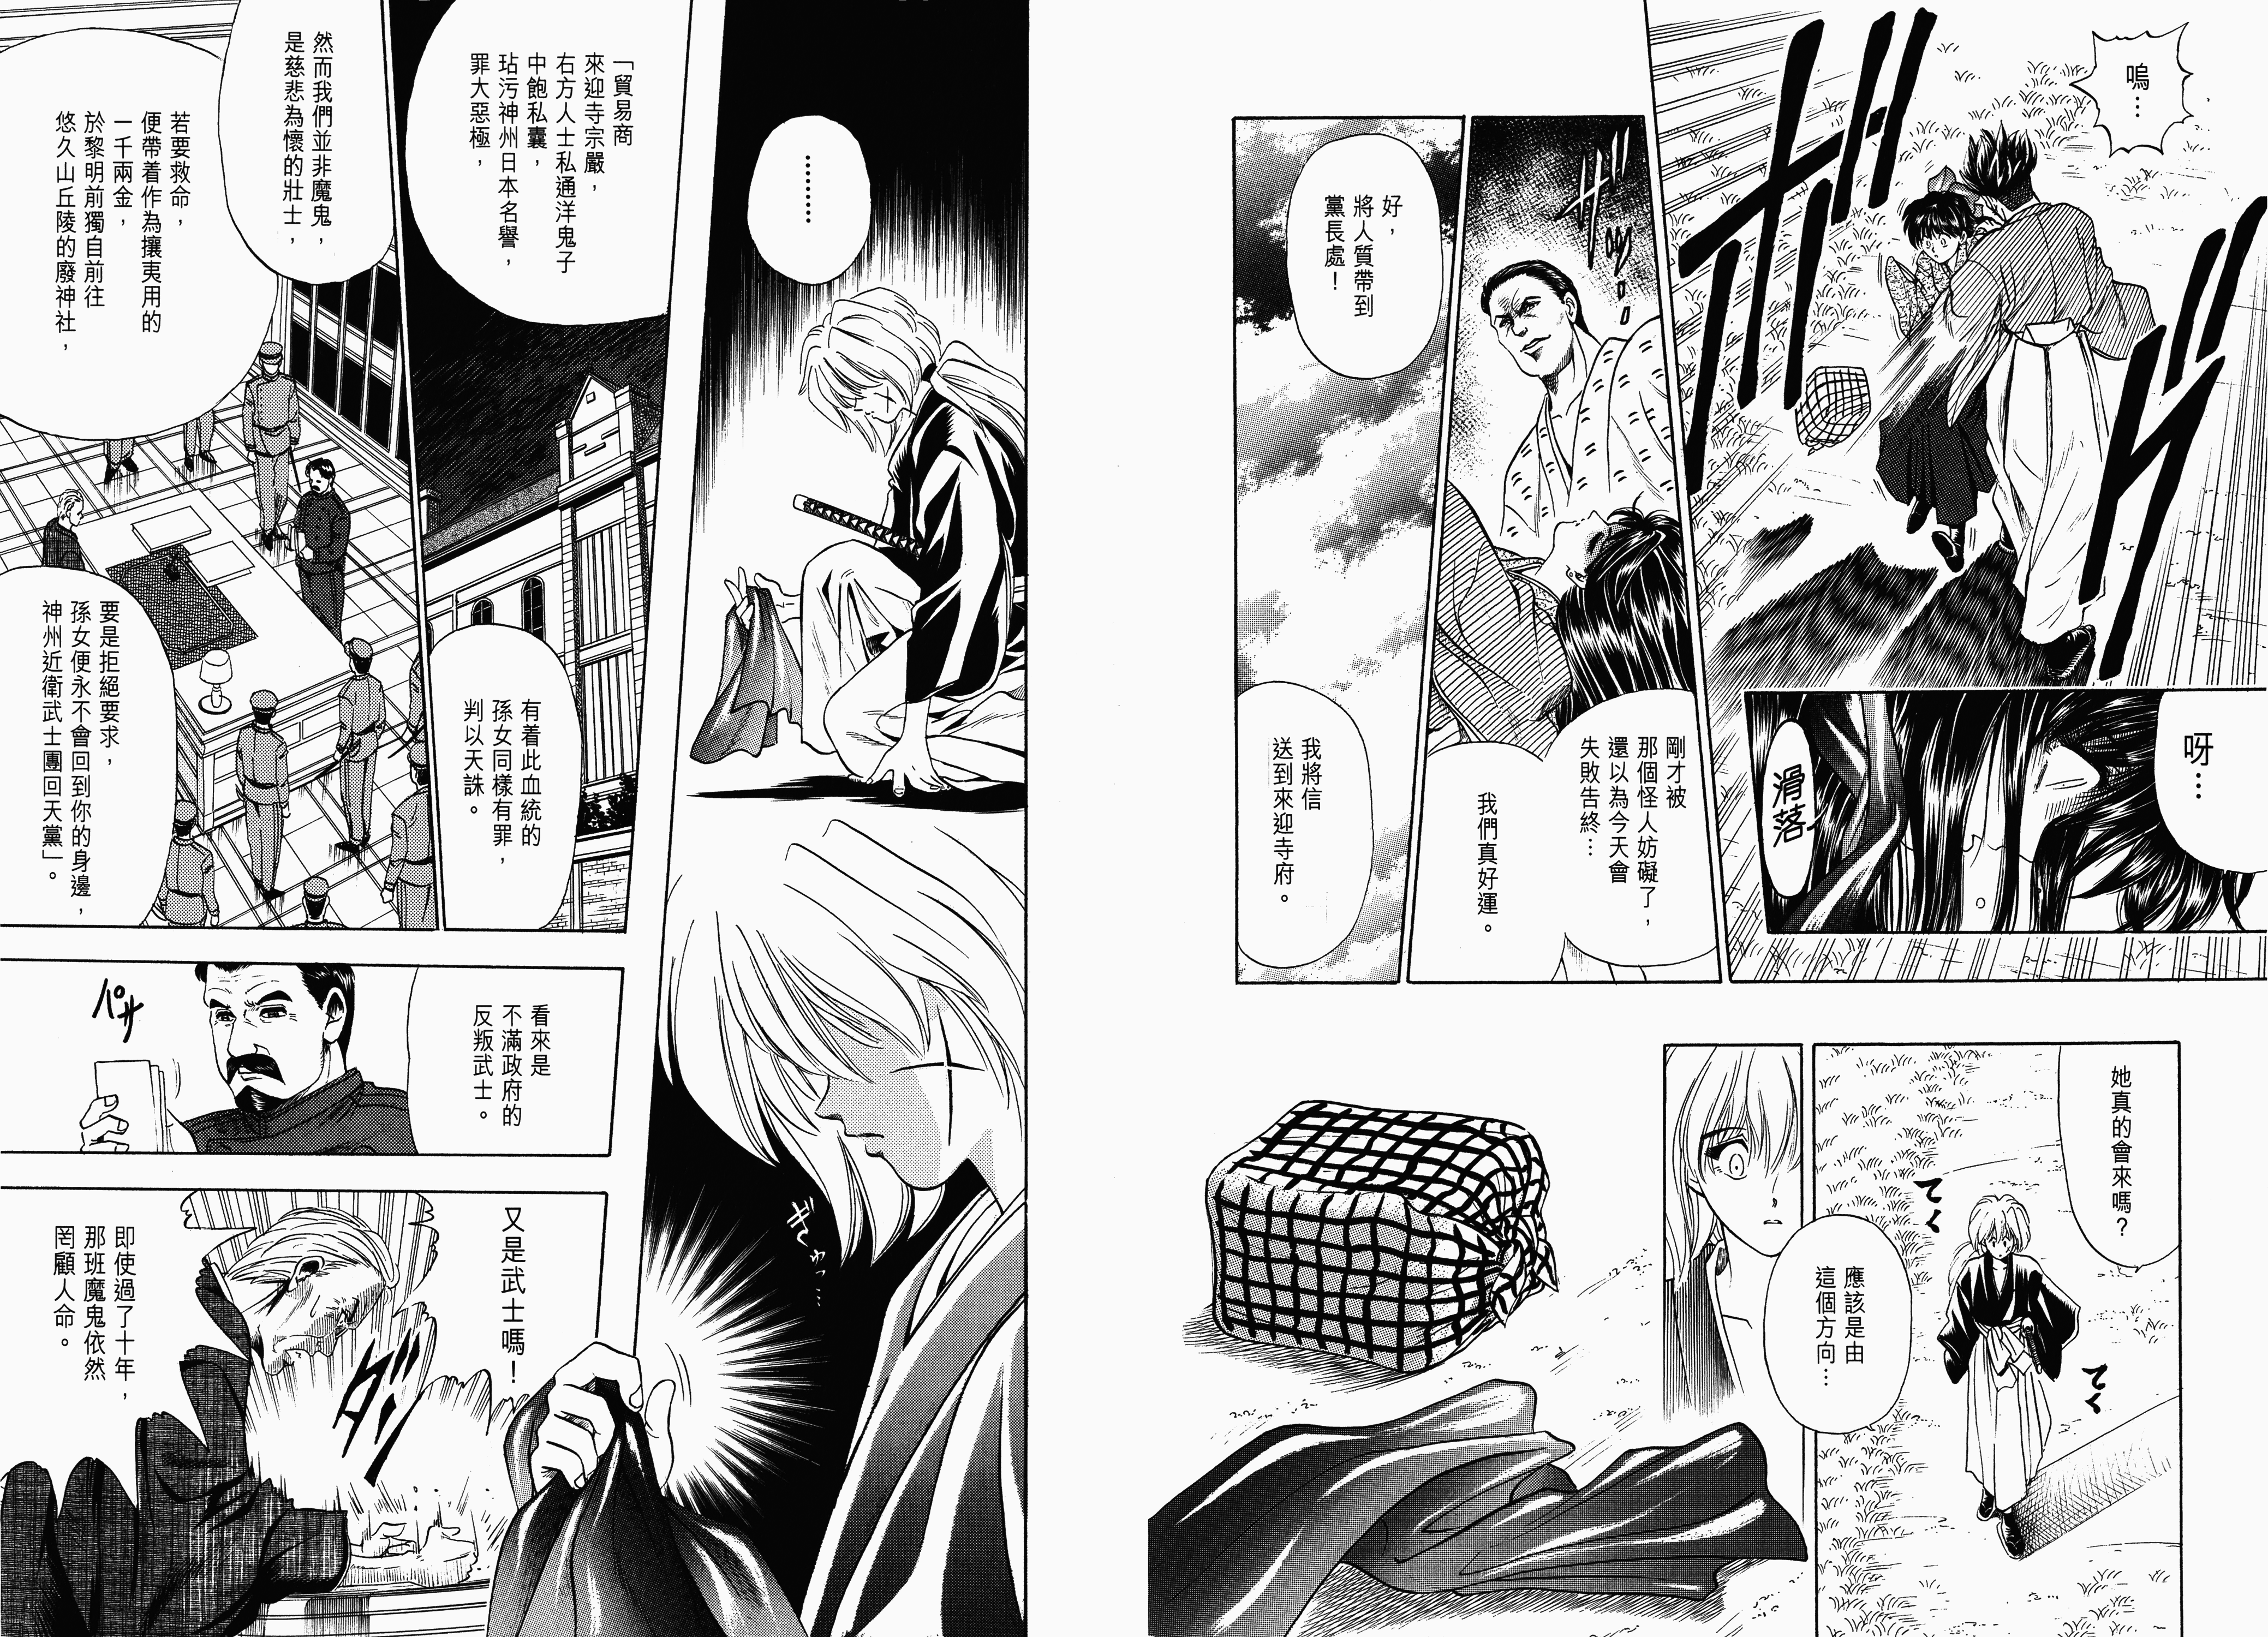 嗚…
呀…
滑落
剛才被
那個怪人妨礙了，
還以為今天會
失敗告終…
我們真好運。
好，
將人質帶到
黨長處！
我將信
送到來迎寺府。
她真的會來嗎？
てく
てく
應該是由
這個方向…
………
ぎゅっ…
「貿易商
來迎寺宗嚴，
右方人士私通洋鬼子
中飽私囊，
玷污神州日本名譽，
罪大惡極，
有着此血統的
孫女同樣有罪，
判以天誅。
然而我們並非魔鬼，
是慈悲為懷的壯士，
若要救命，
便帶着作為攘夷用的
一千兩金，
於黎明前獨自前往
悠久山丘陵的廢神社，
要是拒絕要求，
孫女便永不會回到你的身邊，
神州近衛武士團回天黨」。
看來是
不滿政府的
反叛武士。
パサ
又是武士嗎！
ダン
即使過了十年，
那班魔鬼依然
罔顧人命。